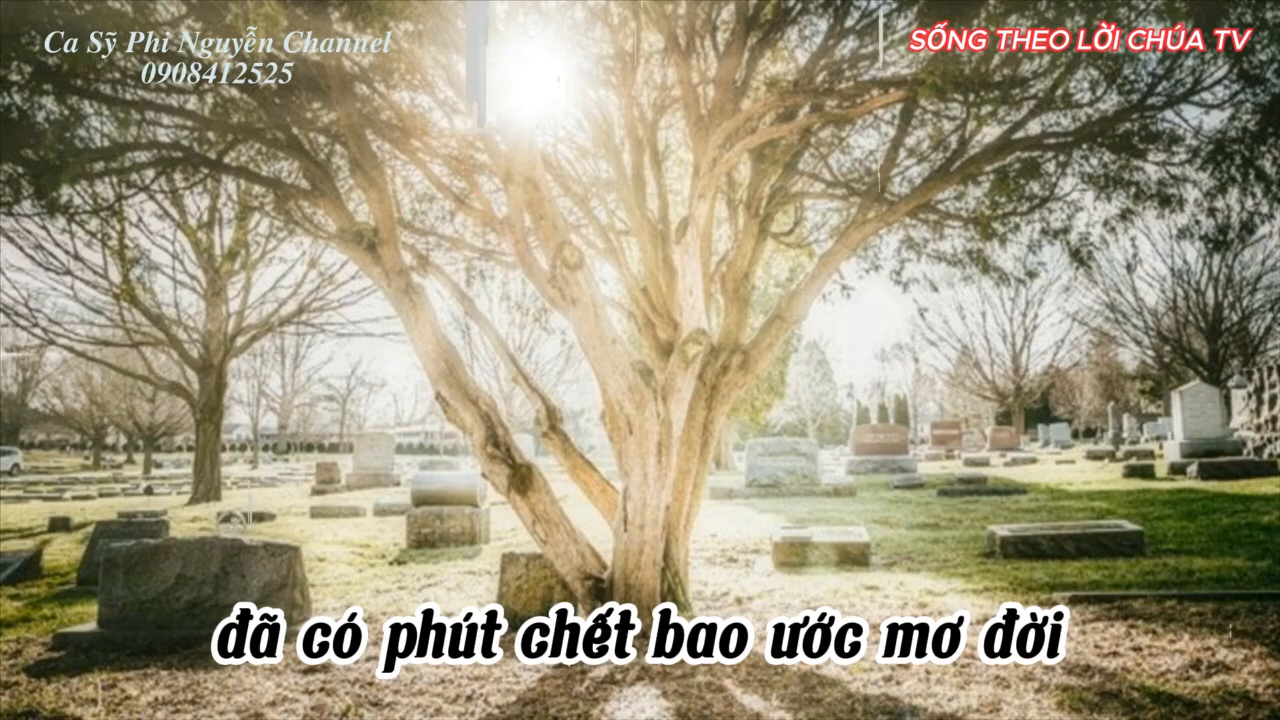 Ca Sỹ Phi Nguyễn Channel
0908412525
SỐNG THEO LỜI CHÚA TV
đã có phút chết bao ước mơ đời